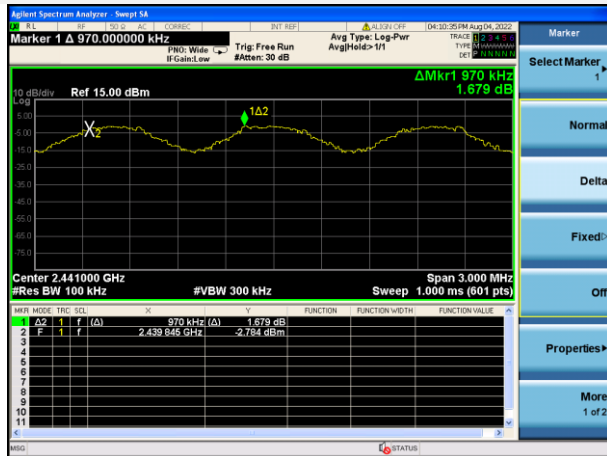 Agilent Spectrum Analyzer - Swept SA
RL RF 50 Ω AC CORREC INT REF ALIGN OFF 04:10:35 PM Aug 04, 2022
Marker 1 Δ 970.000000 kHz
PNO: Wide
IFGain:Low
Trig: Free Run
#Atten: 30 dB
Avg Type: Log-Pwr
Avg|Hold:>1/1
TRACE 1 2 3 4 5 6
TYPE M
DET P N N N N N
ΔMkr1 970 kHz
1.679 dB
10 dB/div
Log
Ref 15.00 dBm
5.00
-5.00
-15.0
-25.0
-35.0
-45.0
-55.0
-65.0
-75.0
1Δ2
X2
Center 2.441000 GHz
#Res BW 100 kHz
#VBW 300 kHz
Span 3.000 MHz
Sweep 1.000 ms (601 pts)
MKR MODE TRC SCL X Y FUNCTION FUNCTION WIDTH FUNCTION VALUE
1 Δ2 1 f (Δ) 970 kHz (Δ) 1.679 dB
2 F 1 f 2.439 845 GHz -2.784 dBm
3
4
5
6
7
8
9
10
11
MSG
STATUS
Marker
Select Marker
1
Normal
Delta
Fixed
Off
Properties
More
1 of 2